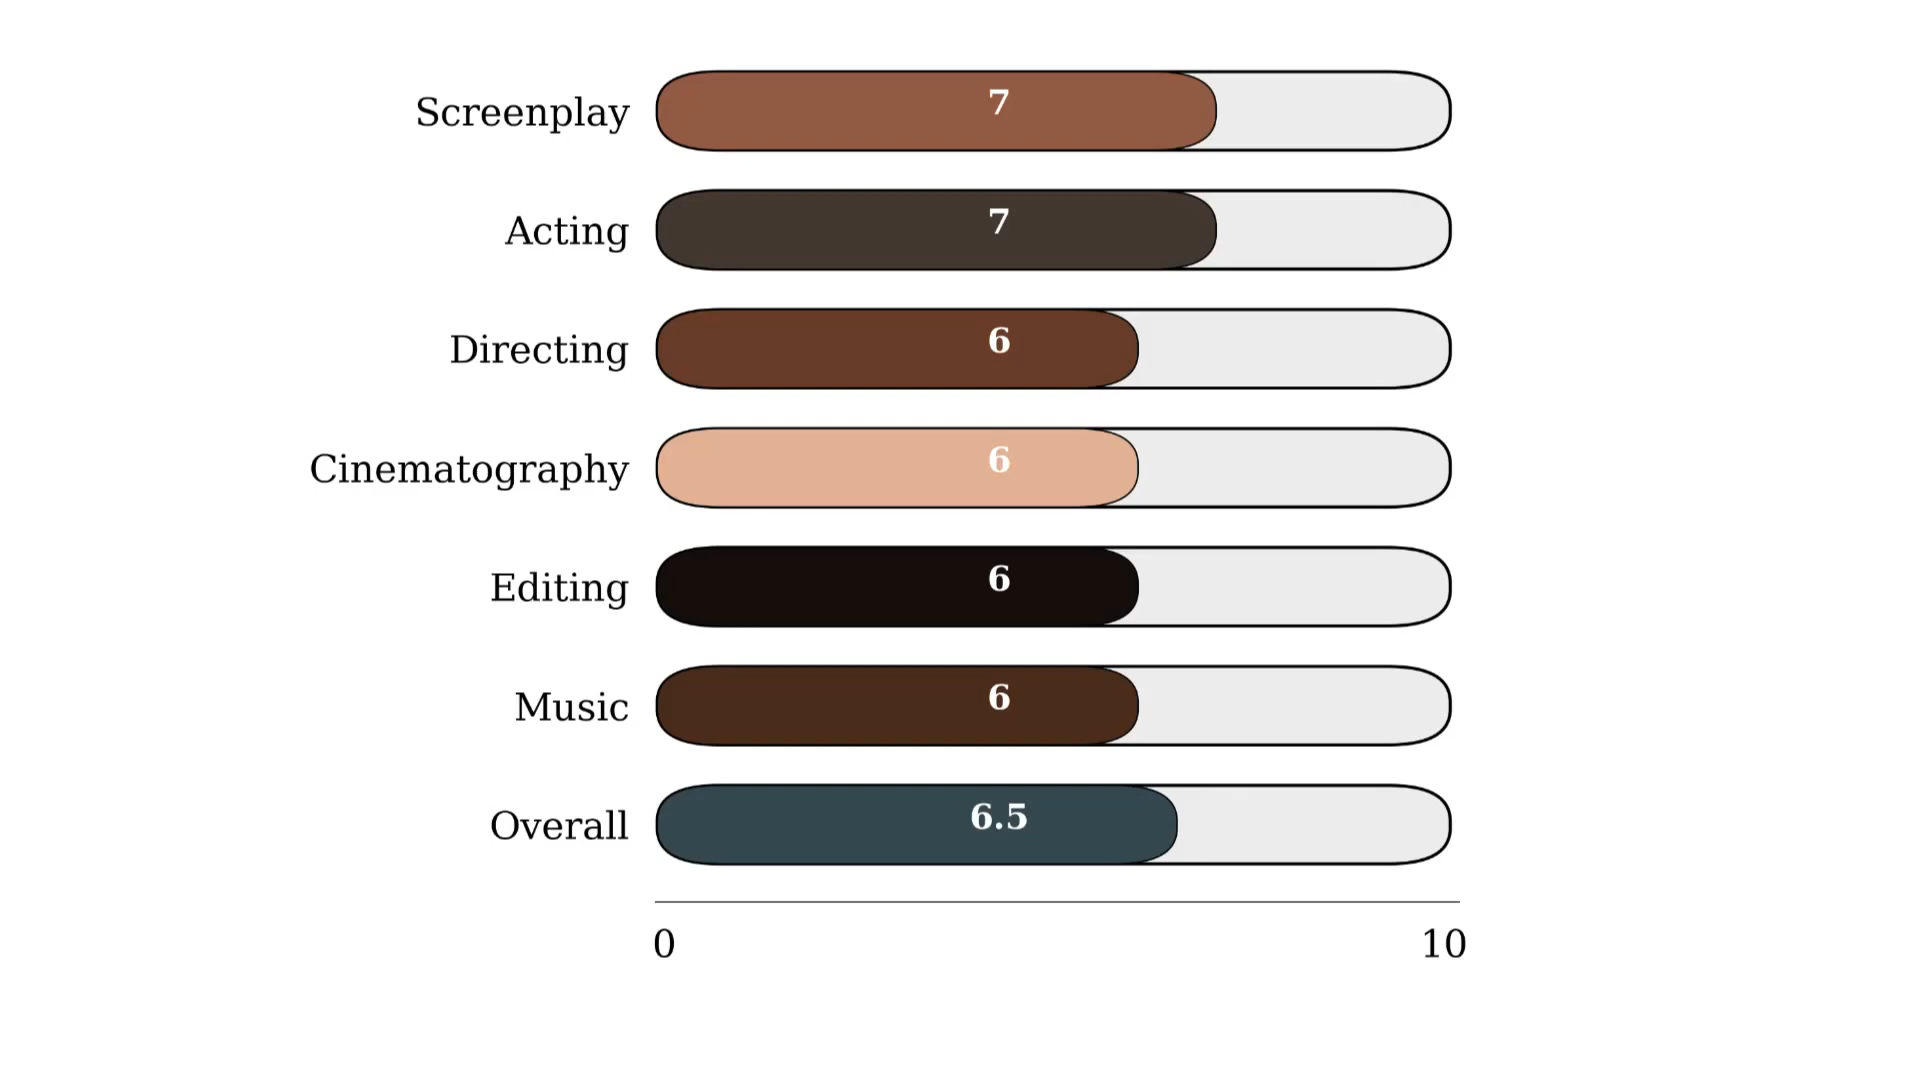 Screenplay 7
Acting 7
Directing 6
Cinematography 6
Editing 6
Music 6
Overall 6.5
0 10